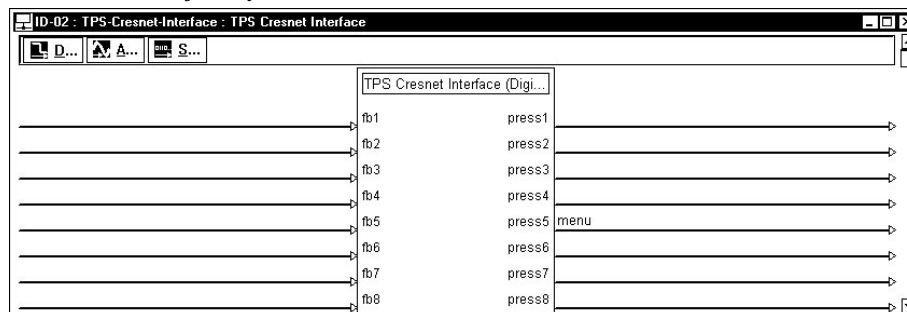 ID-02 : TPS-Cresnet-Interface : TPS Cresnet Interface
D... A... S...
TPS Cresnet Interface (Digi...
fb1 press1
fb2 press2
fb3 press3
fb4 press4
fb5 press5 menu
fb6 press6
fb7 press7
fb8 press8